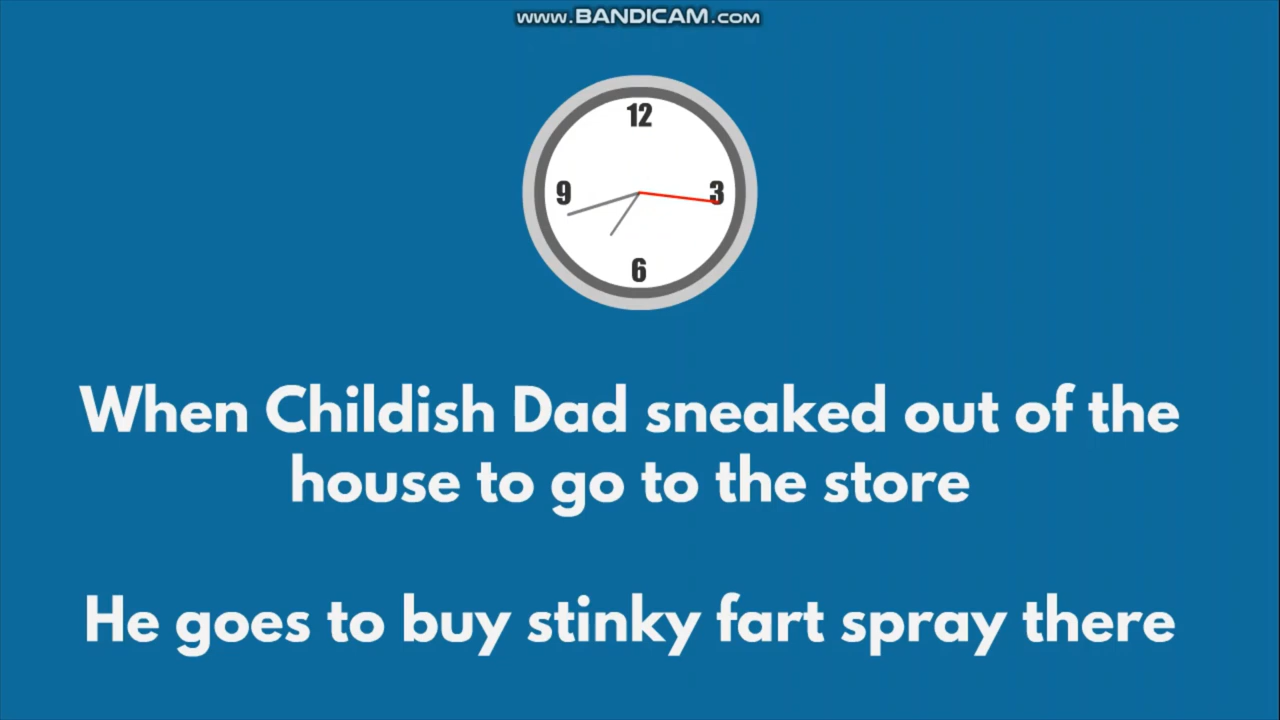 www.BANDICAM.com
12
9
3
6
When Childish Dad sneaked out of the
house to go to the store
He goes to buy stinky fart spray there